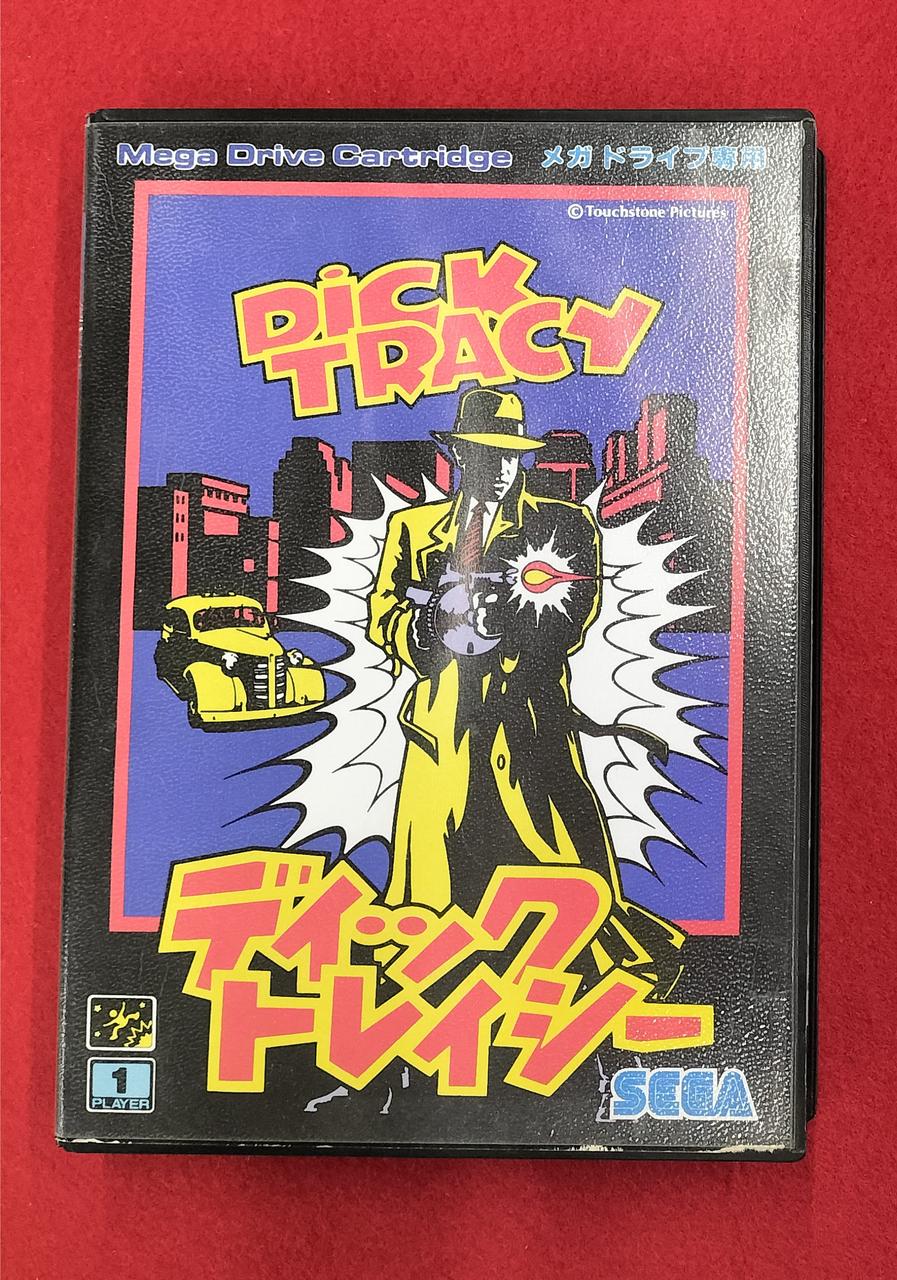 Mega Drive Cartridge メガドライブ専用
© Touchstone Pictures
DiCK
TRACY
ディック
トレイシー
1
PLAYER
SEGA